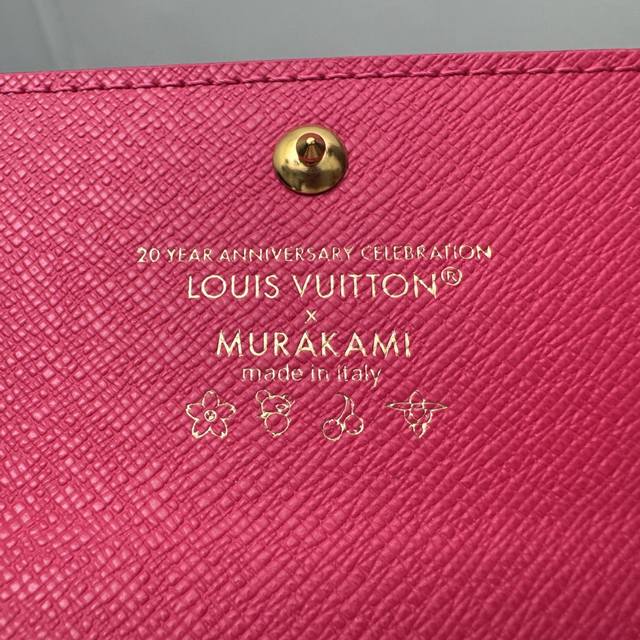 20 YEAR ANNIVERSARY CELEBRATION
LOUIS VUITTON®
x
MURAKAMI
made in italy